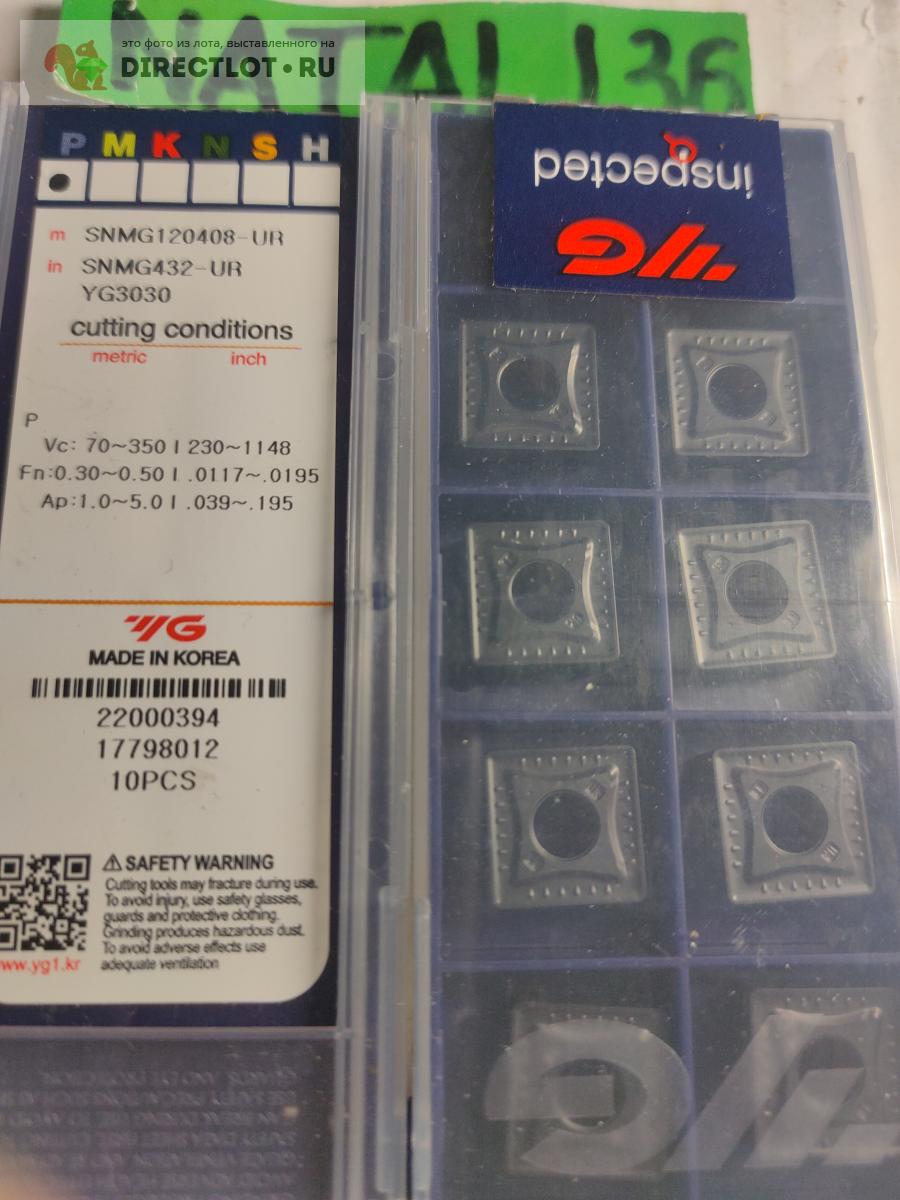 это фото из лота, выставленного на
DIRECTLOT.RU
NATALI 36
P M K N S H
m SNMG120408-UR
in SNMG432-UR
YG3030
cutting conditions
metric inch
P
Vc: 70~350 | 230~1148
Fn:0.30~0.50 | .0117~.0195
Ap:1.0~5.0 | .039~.195
YG
MADE IN KOREA
22000394
17798012
10PCS
⚠ SAFETY WARNING
Cutting tools may fracture during use.
To avoid injury, use safety glasses,
guards and protective clothing.
Grinding produces hazardous dust.
To avoid adverse effects use
adequate ventilation
www.yg1.kr
inspected
YG
YG